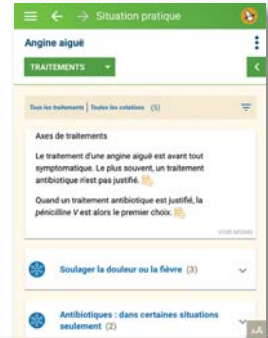 Situation pratique
Angine aiguë
TRAITEMENTS
Tous les traitements | Toutes les cotations (5)
Axes de traitements
Le traitement d'une angine aiguë est avant tout
symptomatique. Le plus souvent, un traitement
antibiotique n'est pas justifié.
Quand un traitement antibiotique est justifié, la
pénicilline V est alors le premier choix.
VOIR MOINS
Soulager la douleur ou la fièvre (3)
Antibiotiques : dans certaines situations
seulement (2)
AA